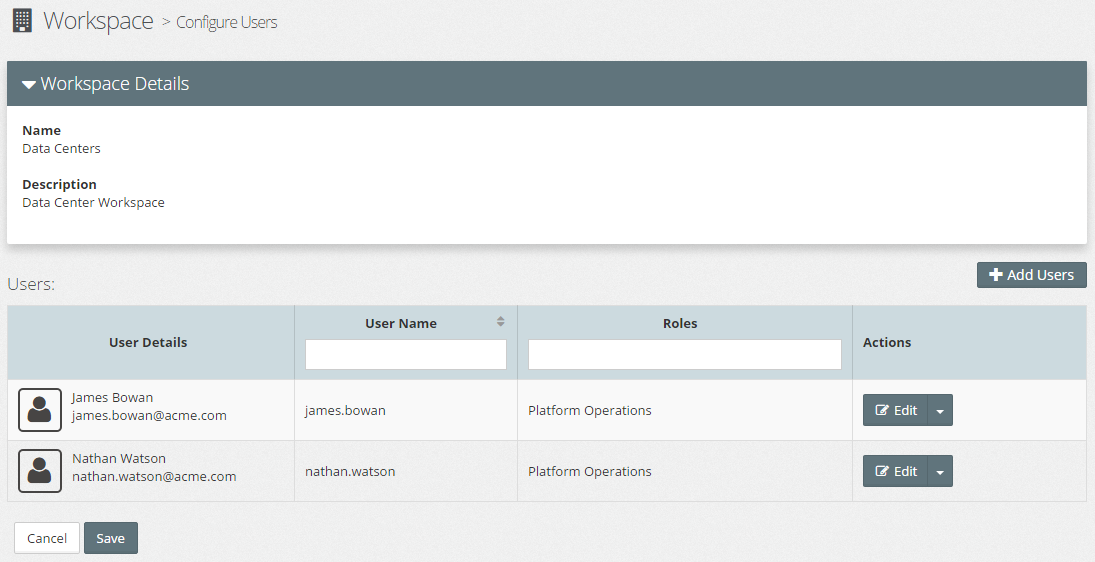 Workspace > Configure Users
Workspace Details
Name
Data Centers
Description
Data Center Workspace
Add Users
Users:
User Details User Name Roles Actions
James Bowan
james.bowan@acme.com james.bowan Platform Operations Edit
Nathan Watson
nathan.watson@acme.com nathan.watson Platform Operations Edit
Cancel Save